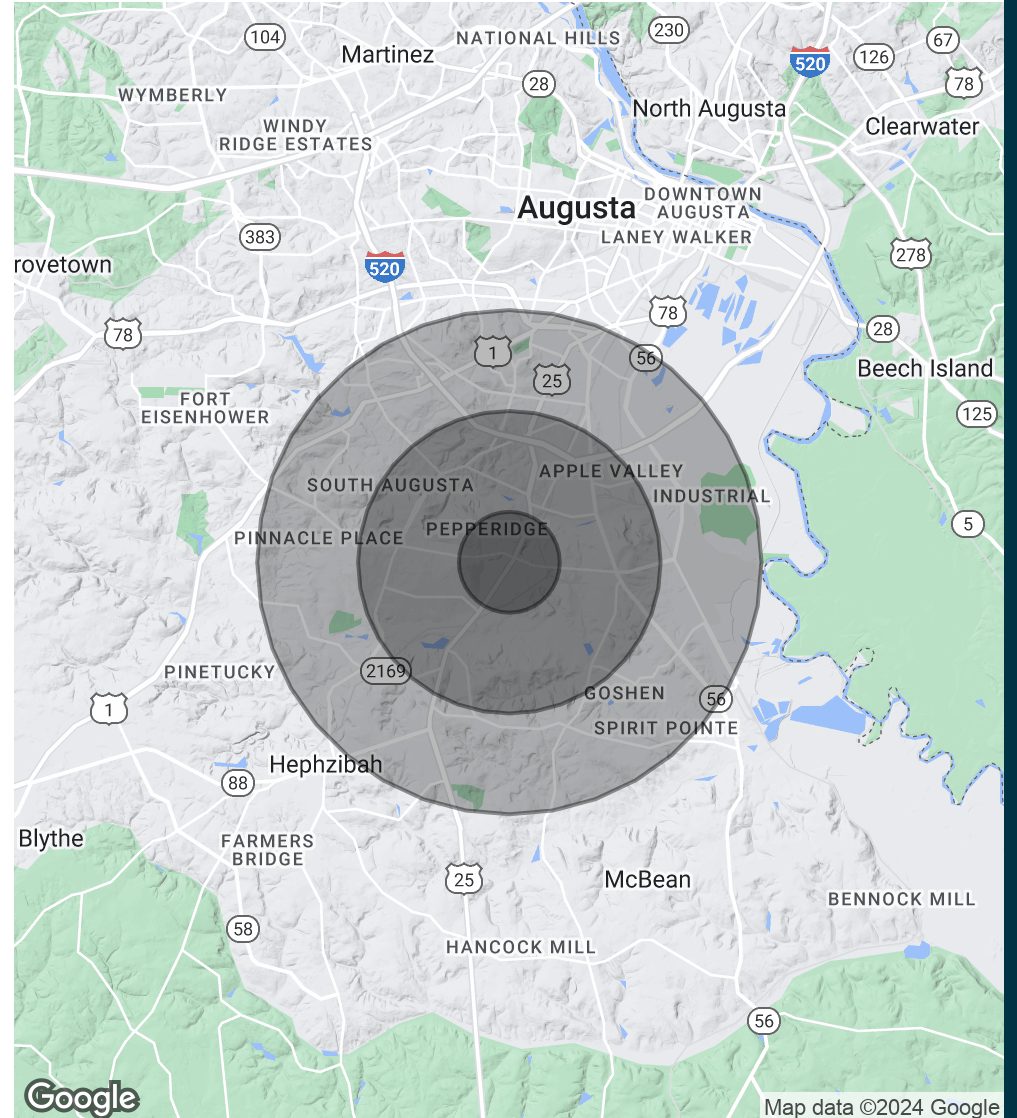 104
NATIONAL HILLS
230
67
Martinez
520
126
28
78
WYMBERLY
North Augusta
WINDY
RIDGE ESTATES
Clearwater
DOWNTOWN
AUGUSTA
Augusta
383
LANEY WALKER
278
rovetown
520
78
78
28
1
56
Beech Island
25
FORT
EISENHOWER
125
APPLE VALLEY
SOUTH AUGUSTA
INDUSTRIAL
5
PEPPERIDGE
PINNACLE PLACE
PINETUCKY
2169
GOSHEN
56
1
SPIRIT POINTE
Hephzibah
88
Blythe
FARMERS
BRIDGE
25
McBean
BENNOCK MILL
58
HANCOCK MILL
56
Google
Map data ©2024 Google